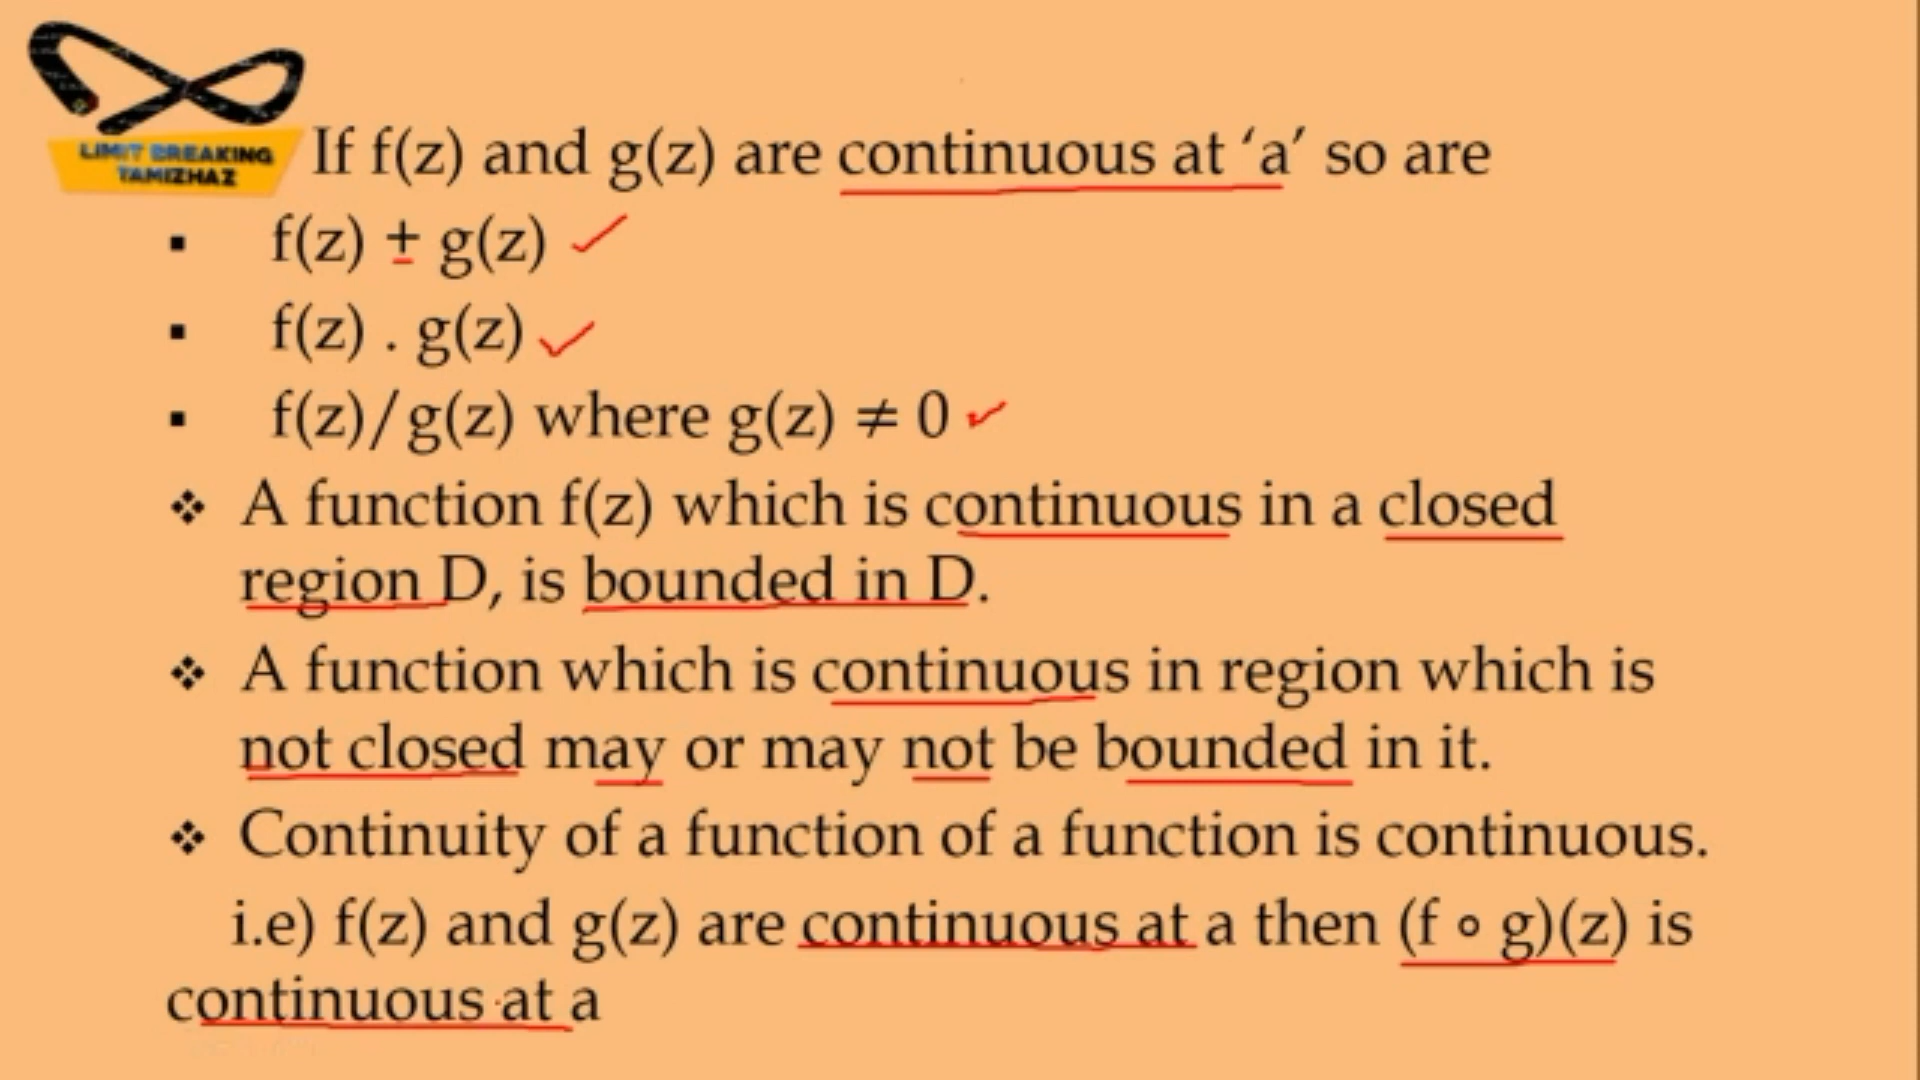 LIMIT BREAKING
TAMIZHAZ
If f(z) and g(z) are continuous at ‘a’ so are
▪ f(z) ± g(z)
▪ f(z) . g(z)
▪ f(z)/g(z) where g(z) ≠ 0
❖ A function f(z) which is continuous in a closed
region D, is bounded in D.
❖ A function which is continuous in region which is
not closed may or may not be bounded in it.
❖ Continuity of a function of a function is continuous.
i.e) f(z) and g(z) are continuous at a then (f ∘ g)(z) is
continuous at a